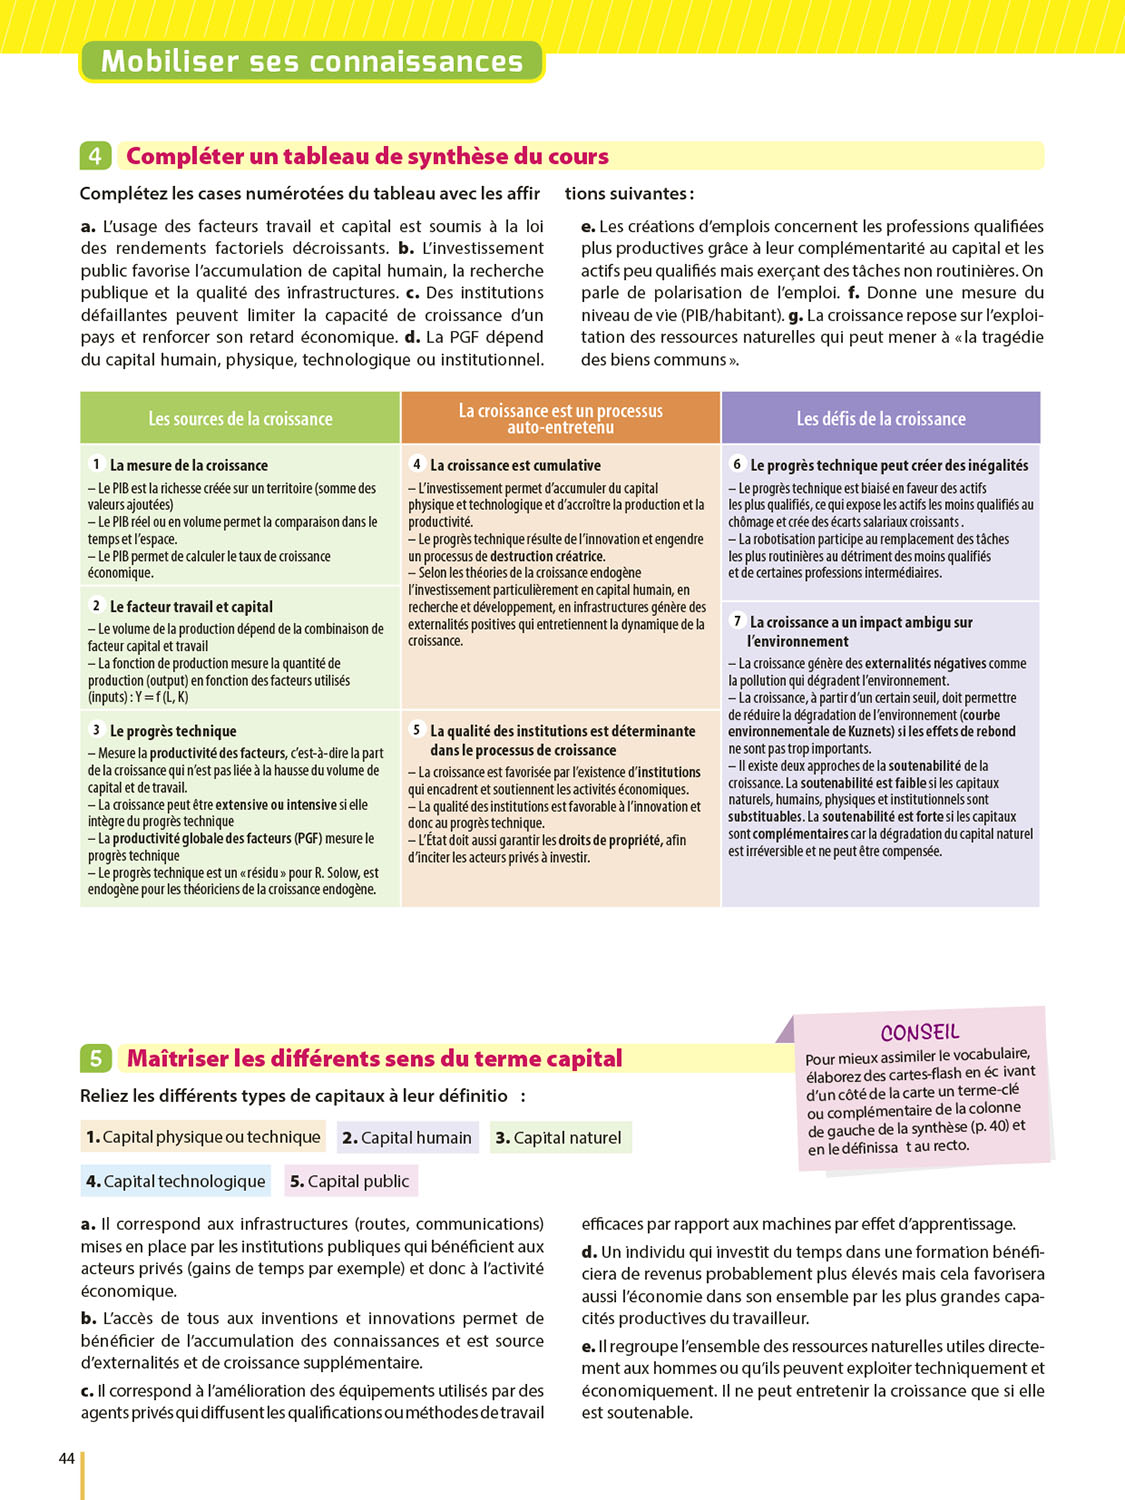 Mobiliser ses connaissances
4 Compléter un tableau de synthèse du cours
Complétez les cases numérotées du tableau avec les affir tions suivantes :
a. L'usage des facteurs travail et capital est soumis à la loi
des rendements factoriels décroissants. b. L'investissement
public favorise l'accumulation de capital humain, la recherche
publique et la qualité des infrastructures. c. Des institutions
défaillantes peuvent limiter la capacité de croissance d'un
pays et renforcer son retard économique. d. La PGF dépend
du capital humain, physique, technologique ou institutionnel.
e. Les créations d'emplois concernent les professions qualifiées
plus productives grâce à leur complémentarité au capital et les
actifs peu qualifiés mais exerçant des tâches non routinières. On
parle de polarisation de l'emploi. f. Donne une mesure du
niveau de vie (PIB/habitant). g. La croissance repose sur l'exploi-
tation des ressources naturelles qui peut mener à « la tragédie
des biens communs ».
Les sources de la croissance
1 La mesure de la croissance
– Le PIB est la richesse créée sur un territoire (somme des
valeurs ajoutées)
– Le PIB réel ou en volume permet la comparaison dans le
temps et l'espace.
– Le PIB permet de calculer le taux de croissance
économique.
2 Le facteur travail et capital
– Le volume de la production dépend de la combinaison de
facteur capital et travail
– La fonction de production mesure la quantité de
production (output) en fonction des facteurs utilisés
(inputs) : Y = f (L, K)
3 Le progrès technique
– Mesure la productivité des facteurs, c'est-à-dire la part
de la croissance qui n'est pas liée à la hausse du volume de
capital et de travail.
– La croissance peut être extensive ou intensive si elle
intègre du progrès technique
– La productivité globale des facteurs (PGF) mesure le
progrès technique
– Le progrès technique est un « résidu » pour R. Solow, est
endogène pour les théoriciens de la croissance endogène.
La croissance est un processus
auto-entretenu
4 La croissance est cumulative
– L'investissement permet d'accumuler du capital
physique et technologique et d'accroître la production et la
productivité.
– Le progrès technique résulte de l'innovation et engendre
un processus de destruction créatrice.
– Selon les théories de la croissance endogène
l'investissement particulièrement en capital humain, en
recherche et développement, en infrastructures génère des
externalités positives qui entretiennent la dynamique de la
croissance.
5 La qualité des institutions est déterminante
dans le processus de croissance
– La croissance est favorisée par l'existence d'institutions
qui encadrent et soutiennent les activités économiques.
– La qualité des institutions est favorable à l'innovation et
donc au progrès technique.
– L'État doit aussi garantir les droits de propriété, afin
d'inciter les acteurs privés à investir.
Les défis de la croissance
6 Le progrès technique peut créer des inégalités
– Le progrès technique est biaisé en faveur des actifs
les plus qualifiés, ce qui expose les actifs les moins qualifiés au
chômage et crée des écarts salariaux croissants .
– La robotisation participe au remplacement des tâches
les plus routinières au détriment des moins qualifiés
et de certaines professions intermédiaires.
7 La croissance a un impact ambigu sur
l'environnement
– La croissance génère des externalités négatives comme
la pollution qui dégradent l'environnement.
– La croissance, à partir d'un certain seuil, doit permettre
de réduire la dégradation de l'environnement (courbe
environnementale de Kuznets) si les effets de rebond
ne sont pas trop importants.
– Il existe deux approches de la soutenabilité de la
croissance. La soutenabilité est faible si les capitaux
naturels, humains, physiques et institutionnels sont
substituables. La soutenabilité est forte si les capitaux
sont complémentaires car la dégradation du capital naturel
est irréversible et ne peut être compensée.
5 Maîtriser les différents sens du terme capital
Reliez les différents types de capitaux à leur définitio :
CONSEIL
Pour mieux assimiler le vocabulaire,
élaborez des cartes-flash en éc ivant
d'un côté de la carte un terme-clé
ou complémentaire de la colonne
de gauche de la synthèse (p. 40) et
en le définissa t au recto.
1. Capital physique ou technique 2. Capital humain 3. Capital naturel
4. Capital technologique 5. Capital public
a. Il correspond aux infrastructures (routes, communications)
mises en place par les institutions publiques qui bénéficient aux
acteurs privés (gains de temps par exemple) et donc à l'activité
économique.
b. L'accès de tous aux inventions et innovations permet de
bénéficier de l'accumulation des connaissances et est source
d'externalités et de croissance supplémentaire.
c. Il correspond à l'amélioration des équipements utilisés par des
agents privés qui diffusent les qualifications ou méthodes de travail
efficaces par rapport aux machines par effet d'apprentissage.
d. Un individu qui investit du temps dans une formation bénéfi-
ciera de revenus probablement plus élevés mais cela favorisera
aussi l'économie dans son ensemble par les plus grandes capa-
cités productives du travailleur.
e. Il regroupe l'ensemble des ressources naturelles utiles directe-
ment aux hommes ou qu'ils peuvent exploiter techniquement et
économiquement. Il ne peut entretenir la croissance que si elle
est soutenable.
44